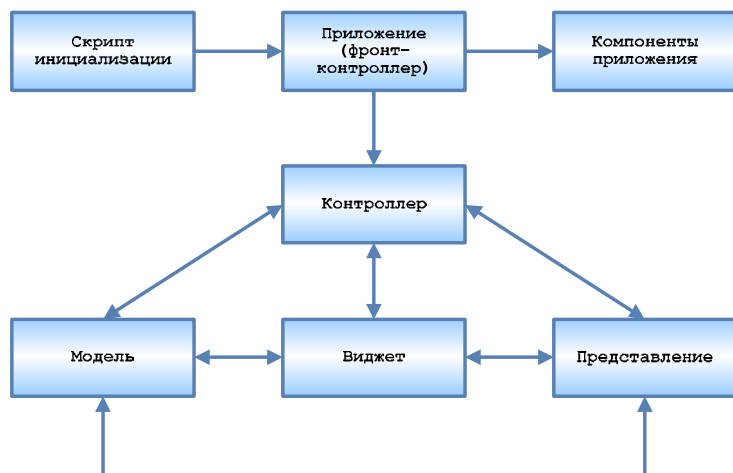 Скрипт
инициализации
Приложение
(фронт-
контроллер)
Компоненты
приложения
Контроллер
Модель
Виджет
Представление